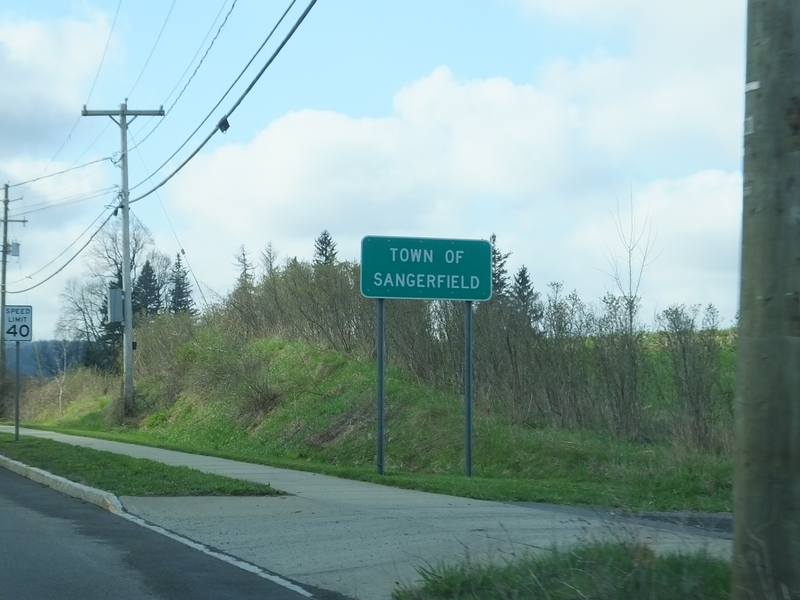 TOWN OF
SANGERFIELD
SPEED
LIMIT
40